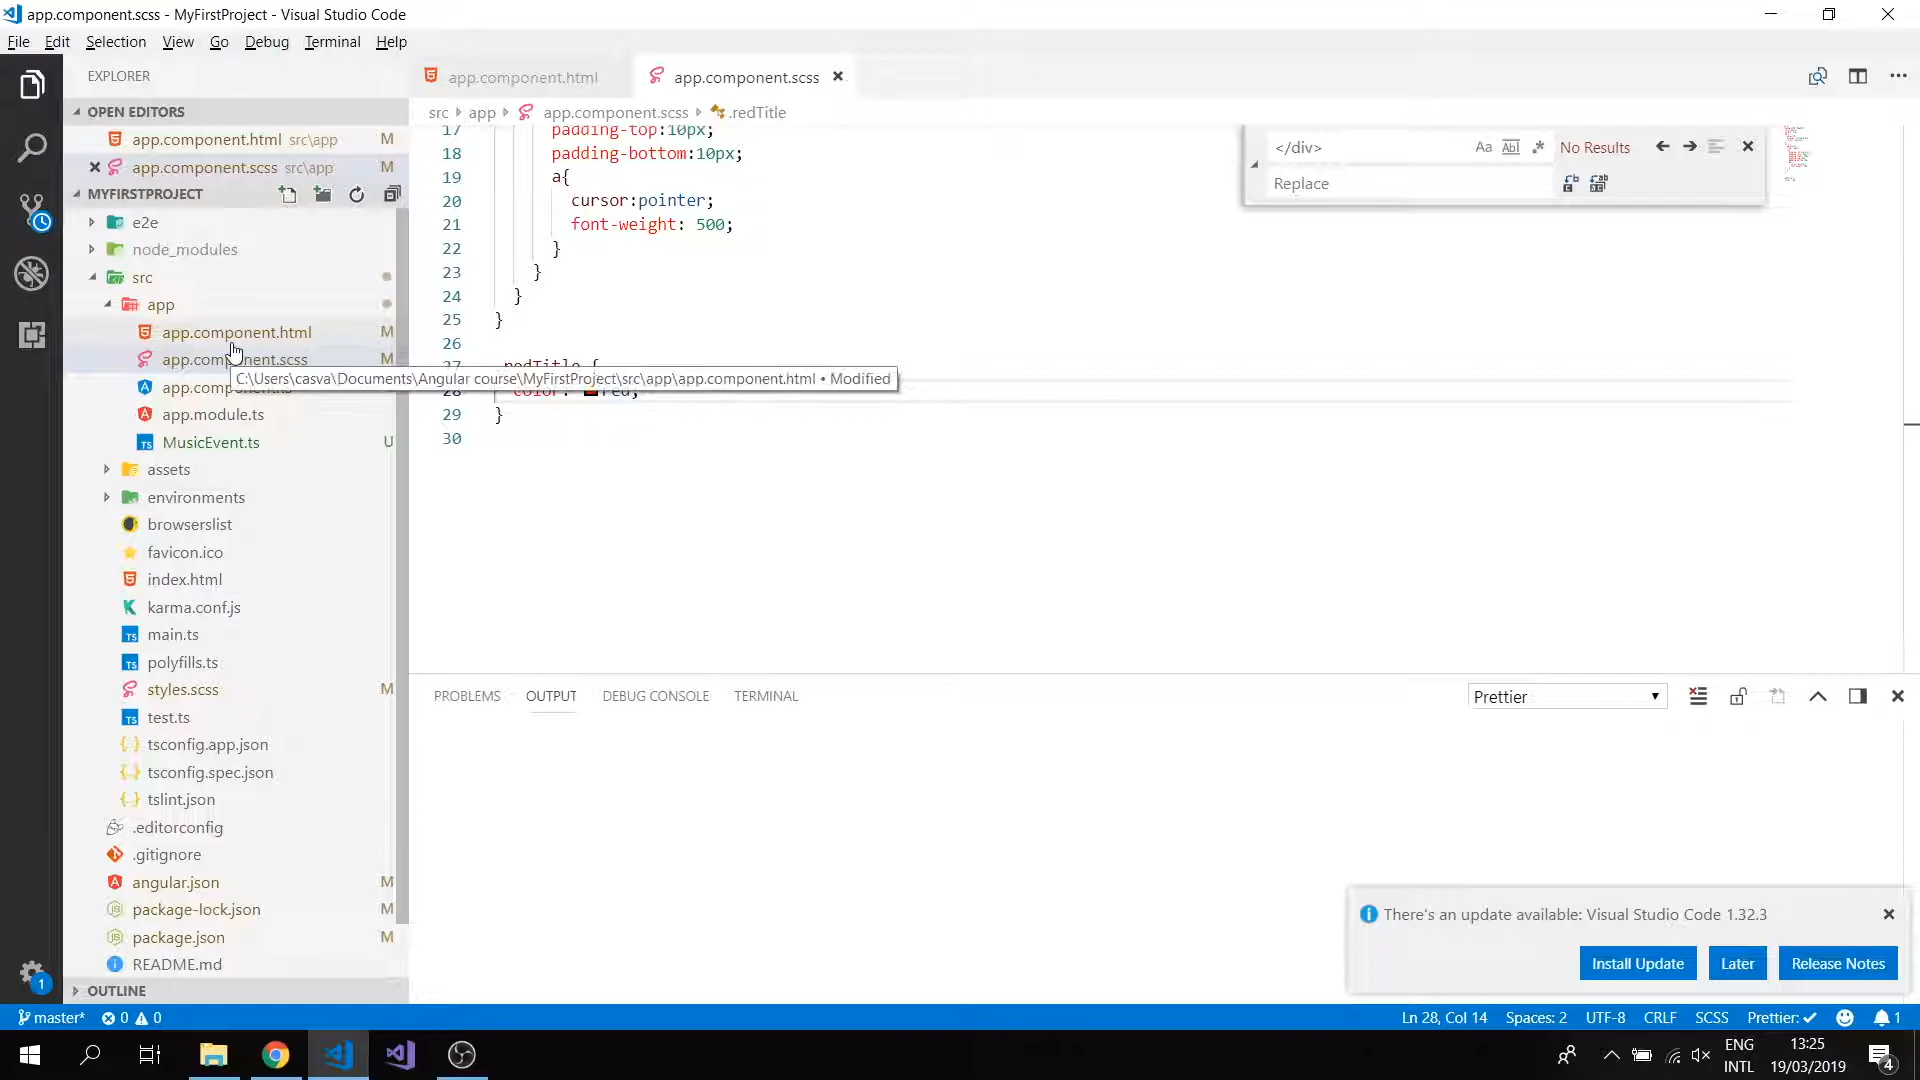 app.component.scss - MyFirstProject - Visual Studio Code
File Edit Selection View Go Debug Terminal Help
EXPLORER
OPEN EDITORS
app.component.html src\app M
app.component.scss src\app M
MYFIRSTPROJECT
e2e
node_modules
src
app
app.component.html M
app.component.scss M
app.component.ts
app.module.ts
MusicEvent.ts U
assets
environments
browserslist
favicon.ico
index.html
karma.conf.js
main.ts
polyfills.ts
styles.scss M
test.ts
tsconfig.app.json
tsconfig.spec.json
tslint.json
.editorconfig
.gitignore
angular.json M
package-lock.json M
package.json M
README.md
OUTLINE
app.component.html app.component.scss
src app app.component.scss .redTitle
17 padding-top:10px;
18 padding-bottom:10px;
19 a{
20 cursor:pointer;
21 font-weight: 500;
22 }
23 }
24 }
25 }
26
27 .redTitle {
C:\Users\casva\Documents\Angular course\MyFirstProject\src\app\app.component.html • Modified
28 color: red;
29 }
30
</div> Aa Abl .* No Results
Replace
PROBLEMS OUTPUT DEBUG CONSOLE TERMINAL
Prettier
There's an update available: Visual Studio Code 1.32.3
Install Update Later Release Notes
1
master* 0 0
Ln 28, Col 14 Spaces: 2 UTF-8 CRLF SCSS Prettier: ✓ 1
ENG
INTL
13:25
19/03/2019
4